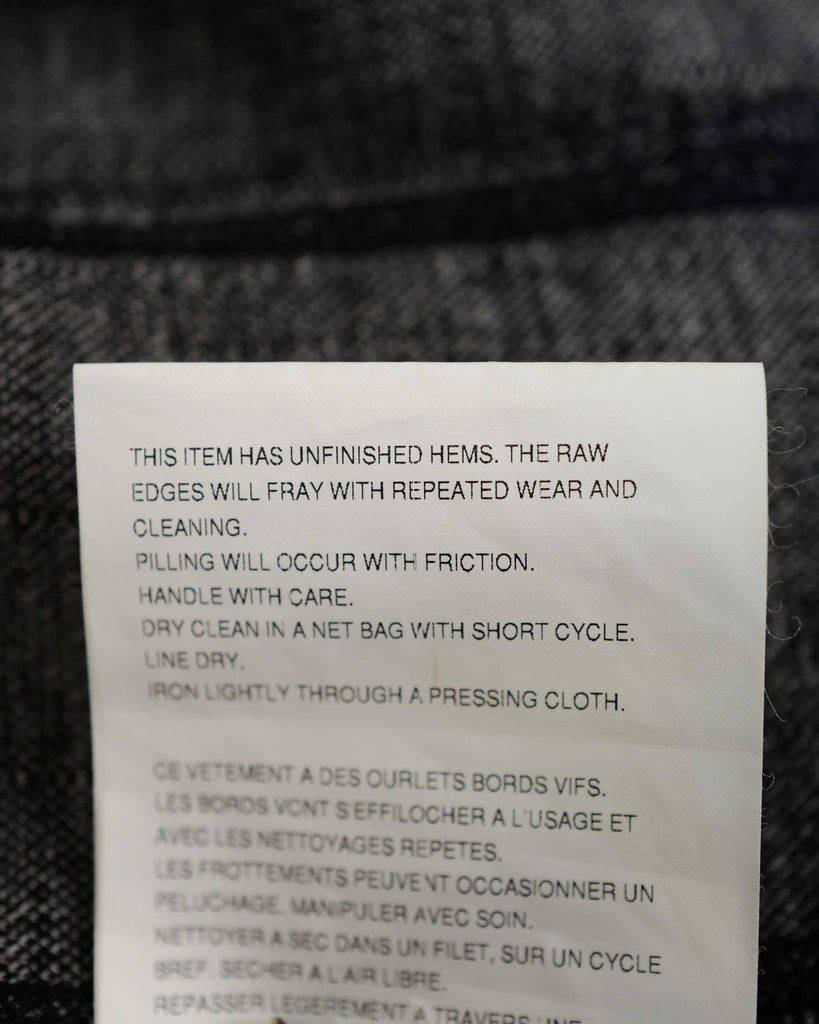 THIS ITEM HAS UNFINISHED HEMS. THE RAW
EDGES WILL FRAY WITH REPEATED WEAR AND
CLEANING.
PILLING WILL OCCUR WITH FRICTION.
HANDLE WITH CARE.
DRY CLEAN IN A NET BAG WITH SHORT CYCLE.
LINE DRY.
IRON LIGHTLY THROUGH A PRESSING CLOTH.
CE VETEMENT A DES OURLETS BORDS VIFS.
LES BORDS VONT S'EFFILOCHER A L'USAGE ET
AVEC LES NETTOYAGES REPETES.
LES FROTTEMENTS PEUVENT OCCASIONNER UN
PELUCHAGE. MANIPULER AVEC SOIN.
NETTOYER A SEC DANS UN FILET, SUR UN CYCLE
BREF. SECHER A L'AIR LIBRE.
REPASSER LEGEREMENT A TRAVERS UNE